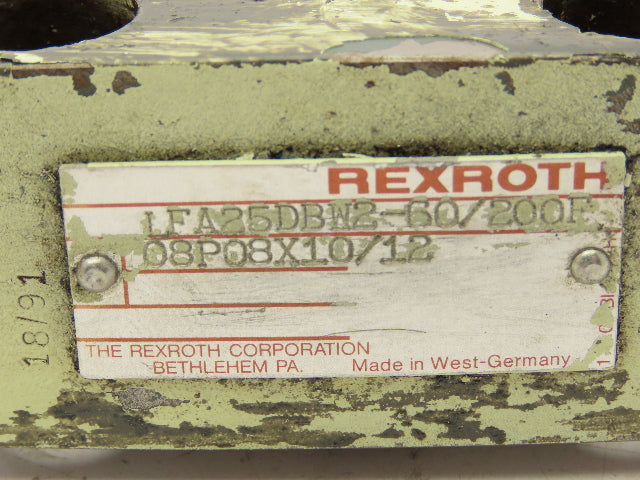 REXROTH
LFA25DBW2-60/200F
08P08X10/12
THE REXROTH CORPORATION
BETHLEHEM PA.
Made in West-Germany
18/91